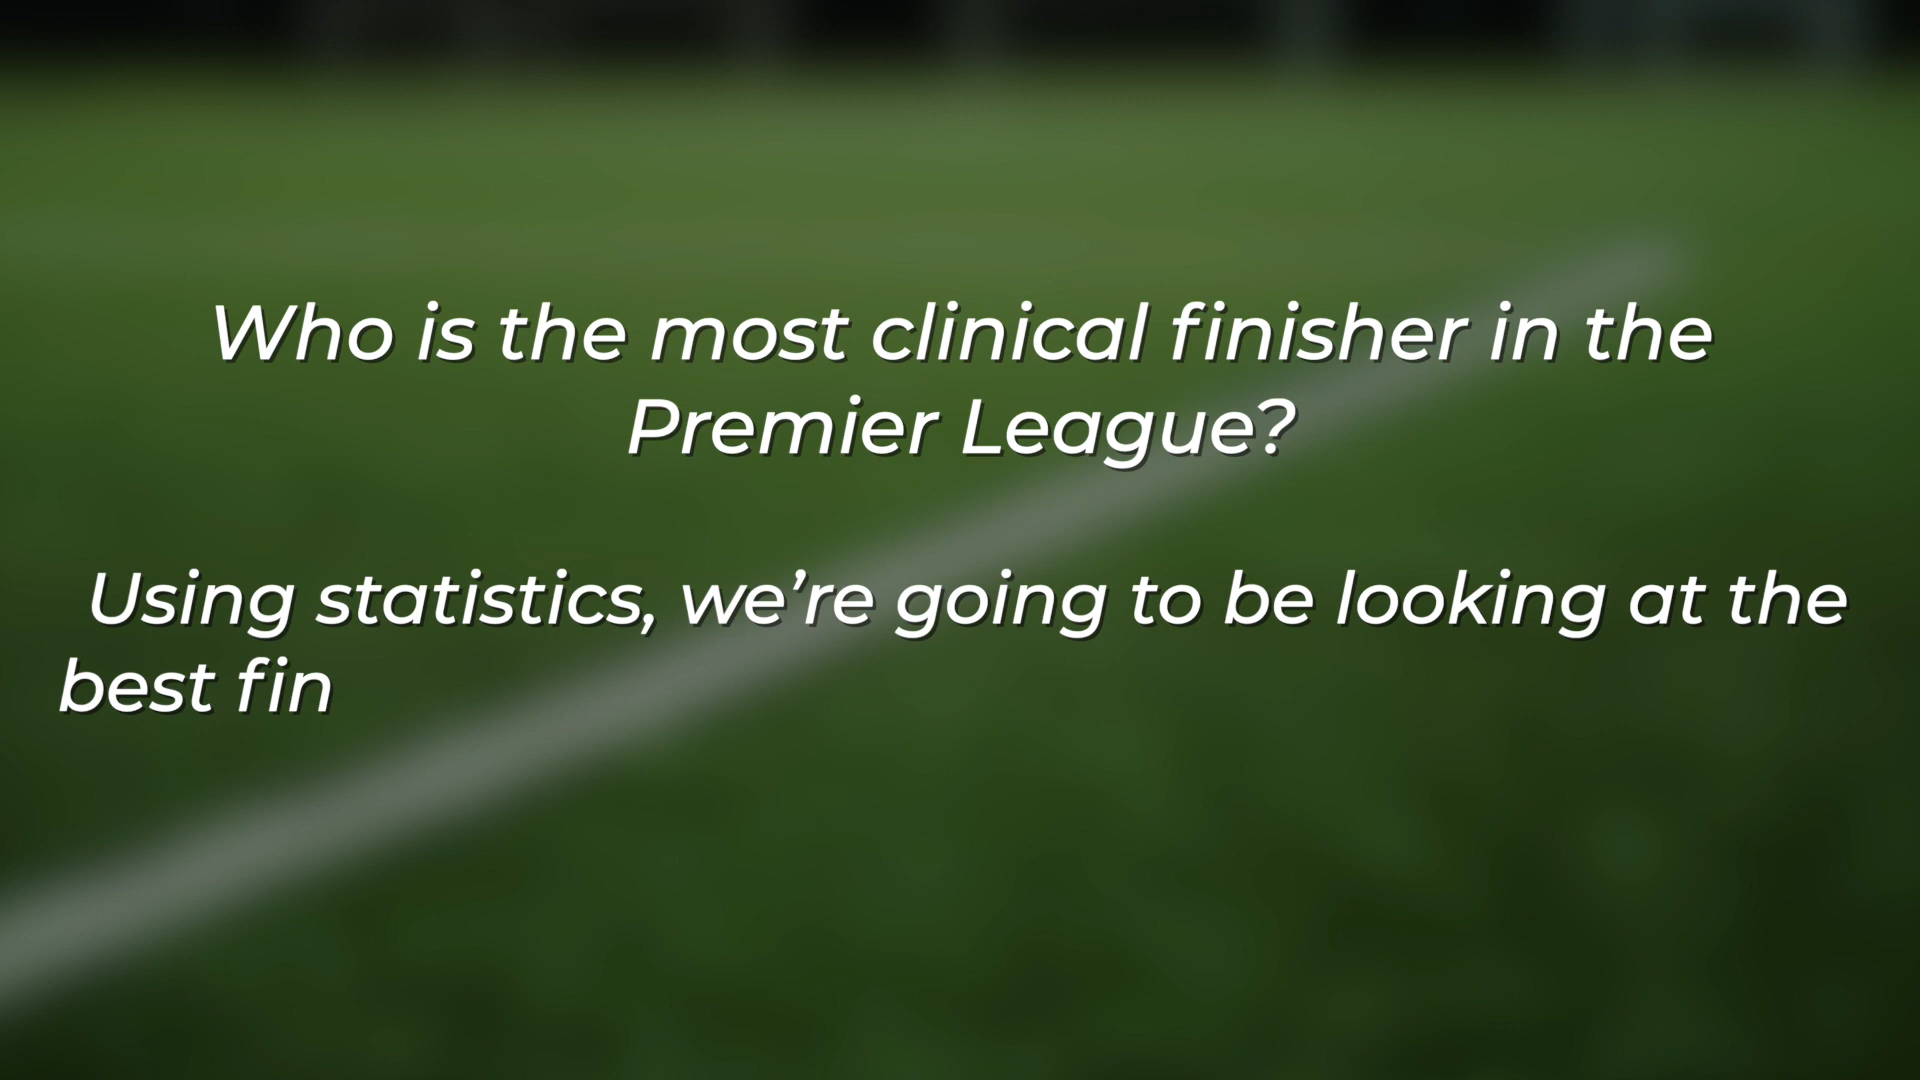 Who is the most clinical finisher in the
Premier League?
Using statistics, we’re going to be looking at the
best fin